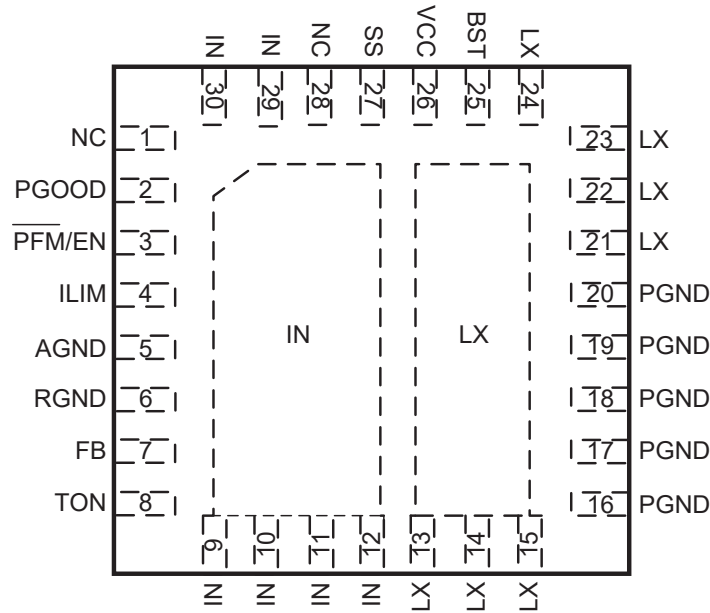 IN
IN
NC
SS
VCC
BST
LX
30
29
28
27
26
25
24
NC 1
PGOOD 2
PFM/EN 3
ILIM 4
AGND 5
RGND 6
FB 7
TON 8
IN
LX
23 LX
22 LX
21 LX
20 PGND
19 PGND
18 PGND
17 PGND
16 PGND
9
10
11
12
13
14
15
IN
IN
IN
IN
LX
LX
LX